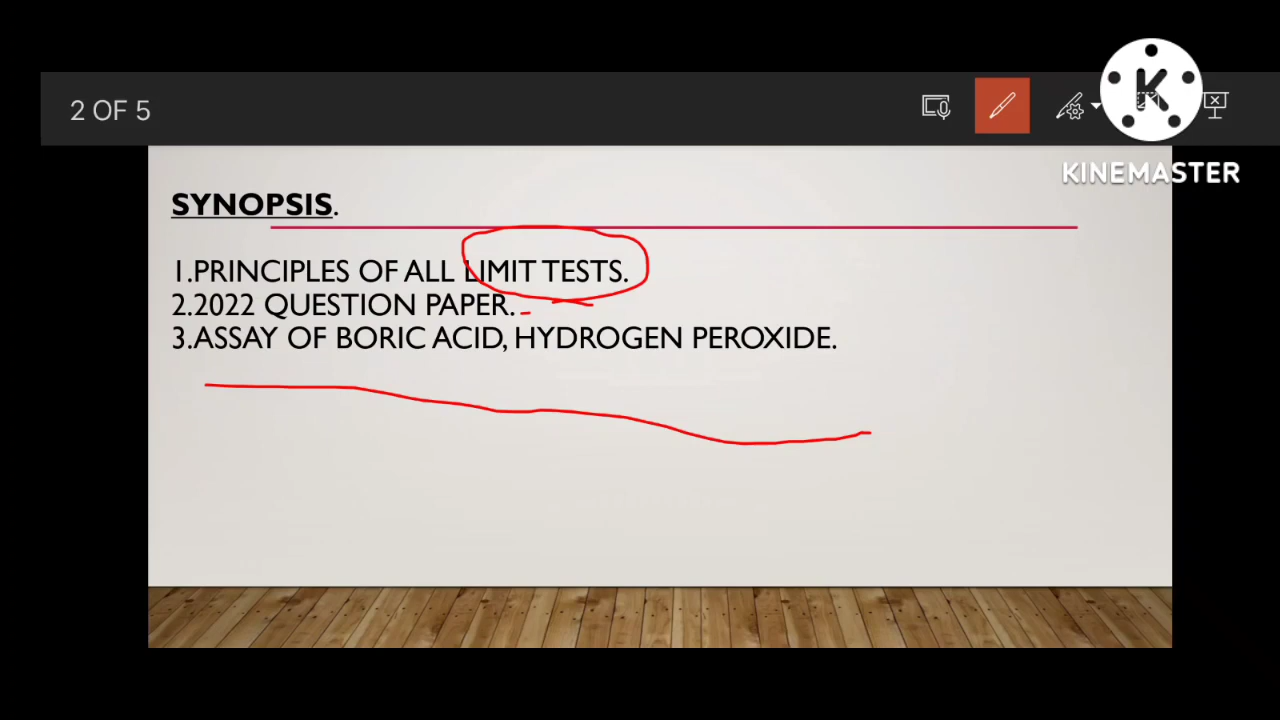 2 OF 5
K
KINEMASTER
SYNOPSIS.
1.PRINCIPLES OF ALL LIMIT TESTS.
2.2022 QUESTION PAPER.
3.ASSAY OF BORIC ACID, HYDROGEN PEROXIDE.